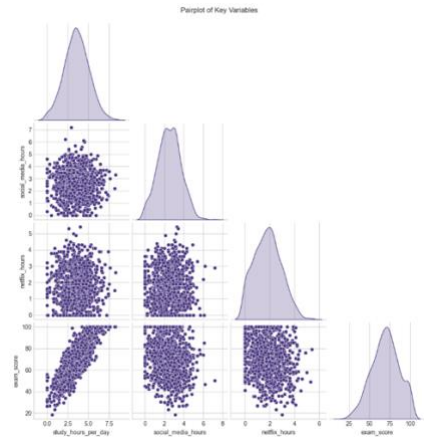 Pairplot of Key Variables
social_media_hours
7
6
5
4
3
2
1
0
netflix_hours
5
4
3
2
1
0
exam_score
100
80
60
40
20
0.0 2.5 5.0 7.5
study_hours_per_day
0 2 4 6 8
social_media_hours
0 2 4 6
netflix_hours
25 50 75 100
exam_score